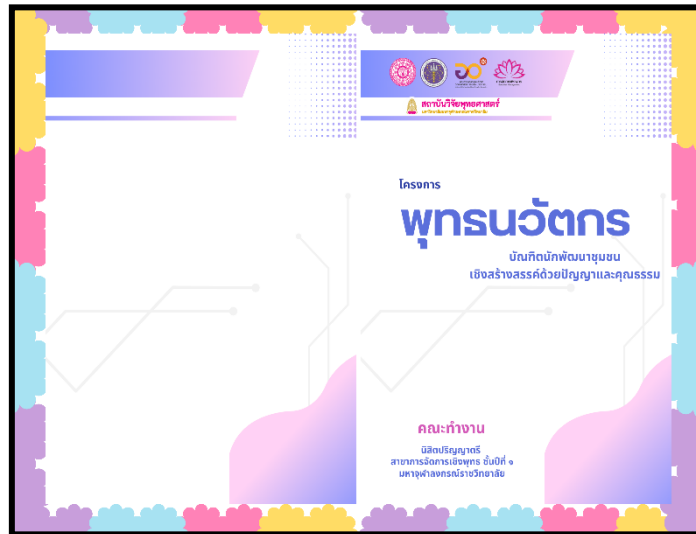 สถาบันวิจัยพุทธศาสตร์
โครงการ
พุทธนวัตกร
บัณฑิตนักพัฒนาชุมชน
เชิงสร้างสรรค์ด้วยปัญญาและคุณธรรม
คณะทำงาน
นิสิตปริญญาตรี
สาขาการจัดการเชิงพุทธ ชั้นปีที่ ๑
มหาจุฬาลงกรณ์ราชวิทยาลัย